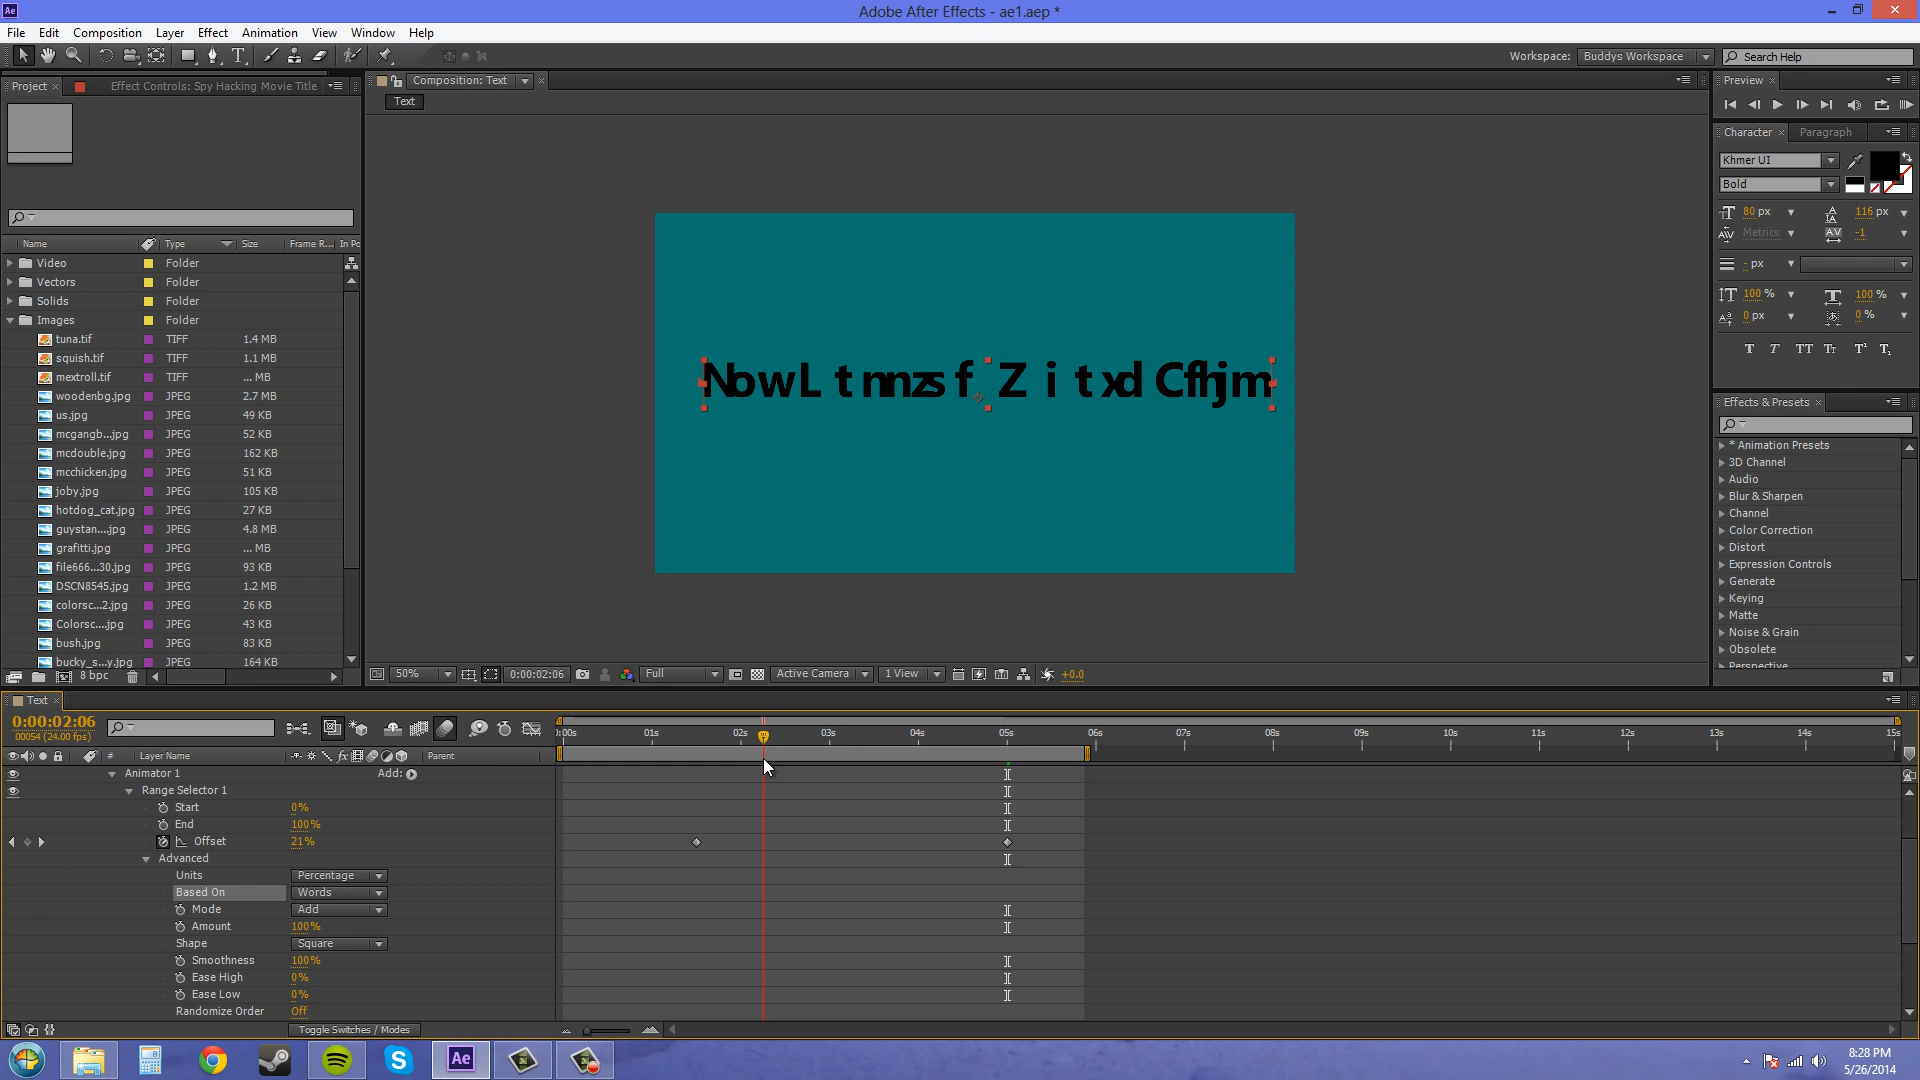 Adobe After Effects - ae1.aep *
File Edit Composition Layer Effect Animation View Window Help
Workspace: Buddys Workspace Search Help
Project Effect Controls: Spy Hacking Movie Title
Composition: Text
Text
Name Type Size Frame R... In Po
Video Folder
Vectors Folder
Solids Folder
Images Folder
tuna.tif TIFF 1.4 MB
squish.tif TIFF 1.1 MB
mextroll.tif TIFF ... MB
woodenbg.jpg JPEG 2.7 MB
us.jpg JPEG 49 KB
mcgangb...jpg JPEG 52 KB
mcdouble.jpg JPEG 162 KB
mcchicken.jpg JPEG 51 KB
joby.jpg JPEG 105 KB
hotdog_cat.jpg JPEG 27 KB
guystan....jpg JPEG 4.8 MB
grafitti.jpg JPEG ... MB
file666...30.jpg JPEG 93 KB
DSCN8545.jpg JPEG 1.2 MB
colorsc...2.jpg JPEG 26 KB
Colorsc....jpg JPEG 43 KB
bush.jpg JPEG 83 KB
bucky_s...y.jpg JPEG 164 KB
8 bpc
NowL t mnzs f Z i t xd Cflhjm
50% 0:00:02:06 Full Active Camera 1 View +0.0
Preview
Character Paragraph
Khmer UI
Bold
80 px 116 px
Metrics -1
- px
100 % 100 %
0 px 0 %
T T TT Tr T¹ T₁
Effects & Presets
* Animation Presets
3D Channel
Audio
Blur & Sharpen
Channel
Color Correction
Distort
Expression Controls
Generate
Keying
Matte
Noise & Grain
Obsolete
Perspective
Text
0:00:02:06
00054 (24.00 fps)
):00s 01s 02s 03s 04s 05s 06s 07s 08s 09s 10s 11s 12s 13s 14s 15s
# Layer Name Parent
Animator 1 Add:
Range Selector 1
Start 0%
End 100%
Offset 21%
Advanced
Units Percentage
Based On Words
Mode Add
Amount 100%
Shape Square
Smoothness 100%
Ease High 0%
Ease Low 0%
Randomize Order Off
Toggle Switches / Modes
Ae
8:28 PM
5/26/2014